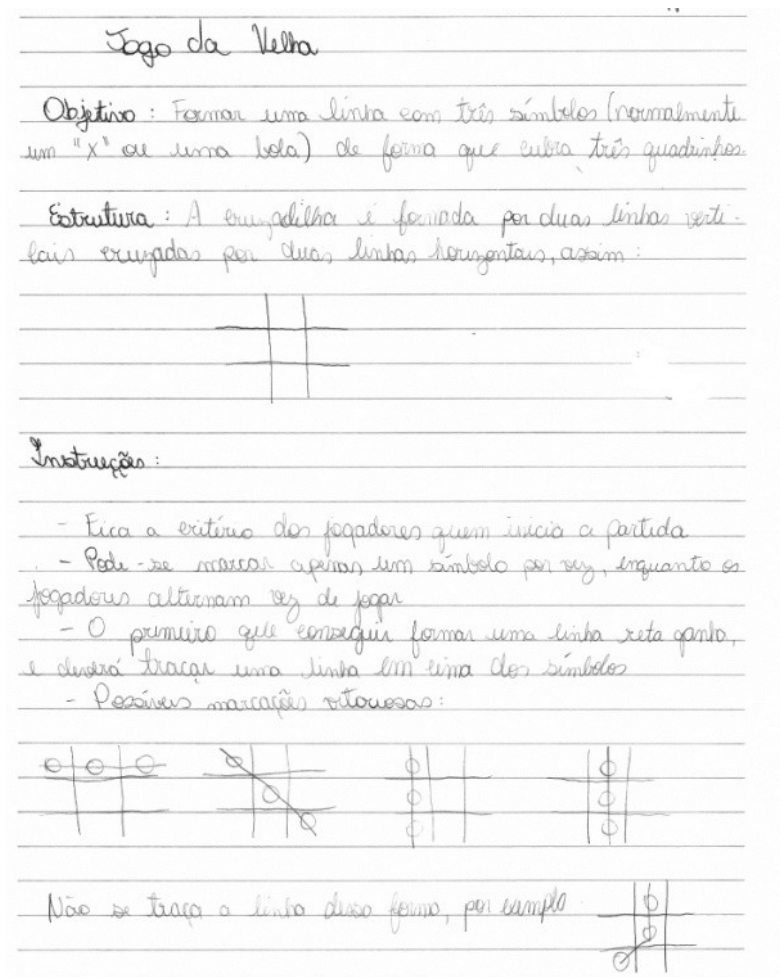 Jogo da Velha
Objetivo: Formar uma linha com três símbolos (normalmente
um "X" ou uma bola) de forma que cubra três quadrinhos.
Estrutura: A cruzadilha é formada por duas linhas verti-
cais cruzadas por duas linhas horizontais, assim:
Instruções:
- Fica a critério dos jogadores quem inicia a partida
- Pode-se marcar apenas um símbolo por vez, enquanto os
jogadores alternam vez de jogar
- O primeiro que conseguir formar uma linha reta ganha,
e deverá traçar uma linha em cima dos símbolos
- Possíveis marcações vitoriosas:
Não se traça a linha dessa forma, por exemplo